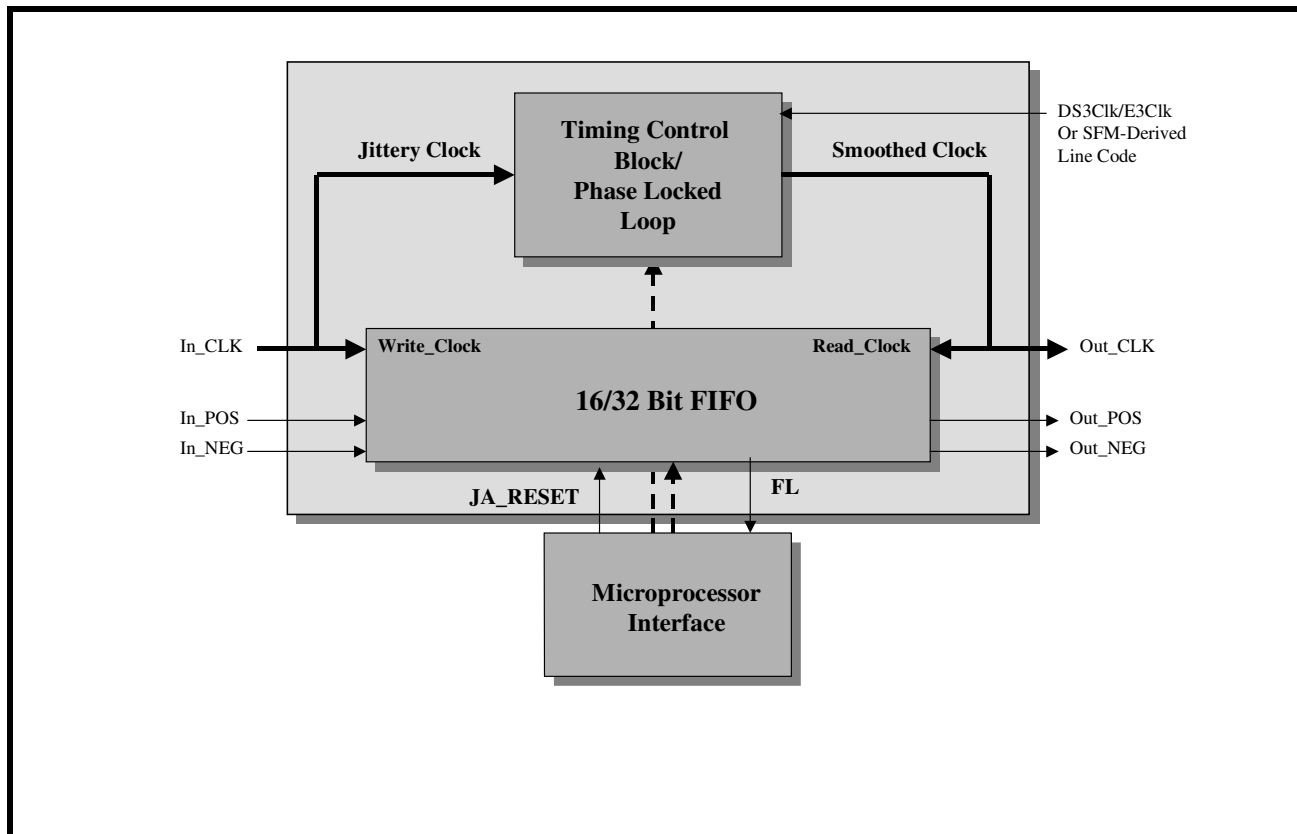 Timing Control
Block/
Phase Locked
Loop
DS3Clk/E3Clk
Or SFM-Derived
Line Code
Jittery Clock
Smoothed Clock
In_CLK
Write_Clock
Read_Clock
Out_CLK
16/32 Bit FIFO
In_POS
Out_POS
In_NEG
Out_NEG
JA_RESET
FL
Microprocessor
Interface